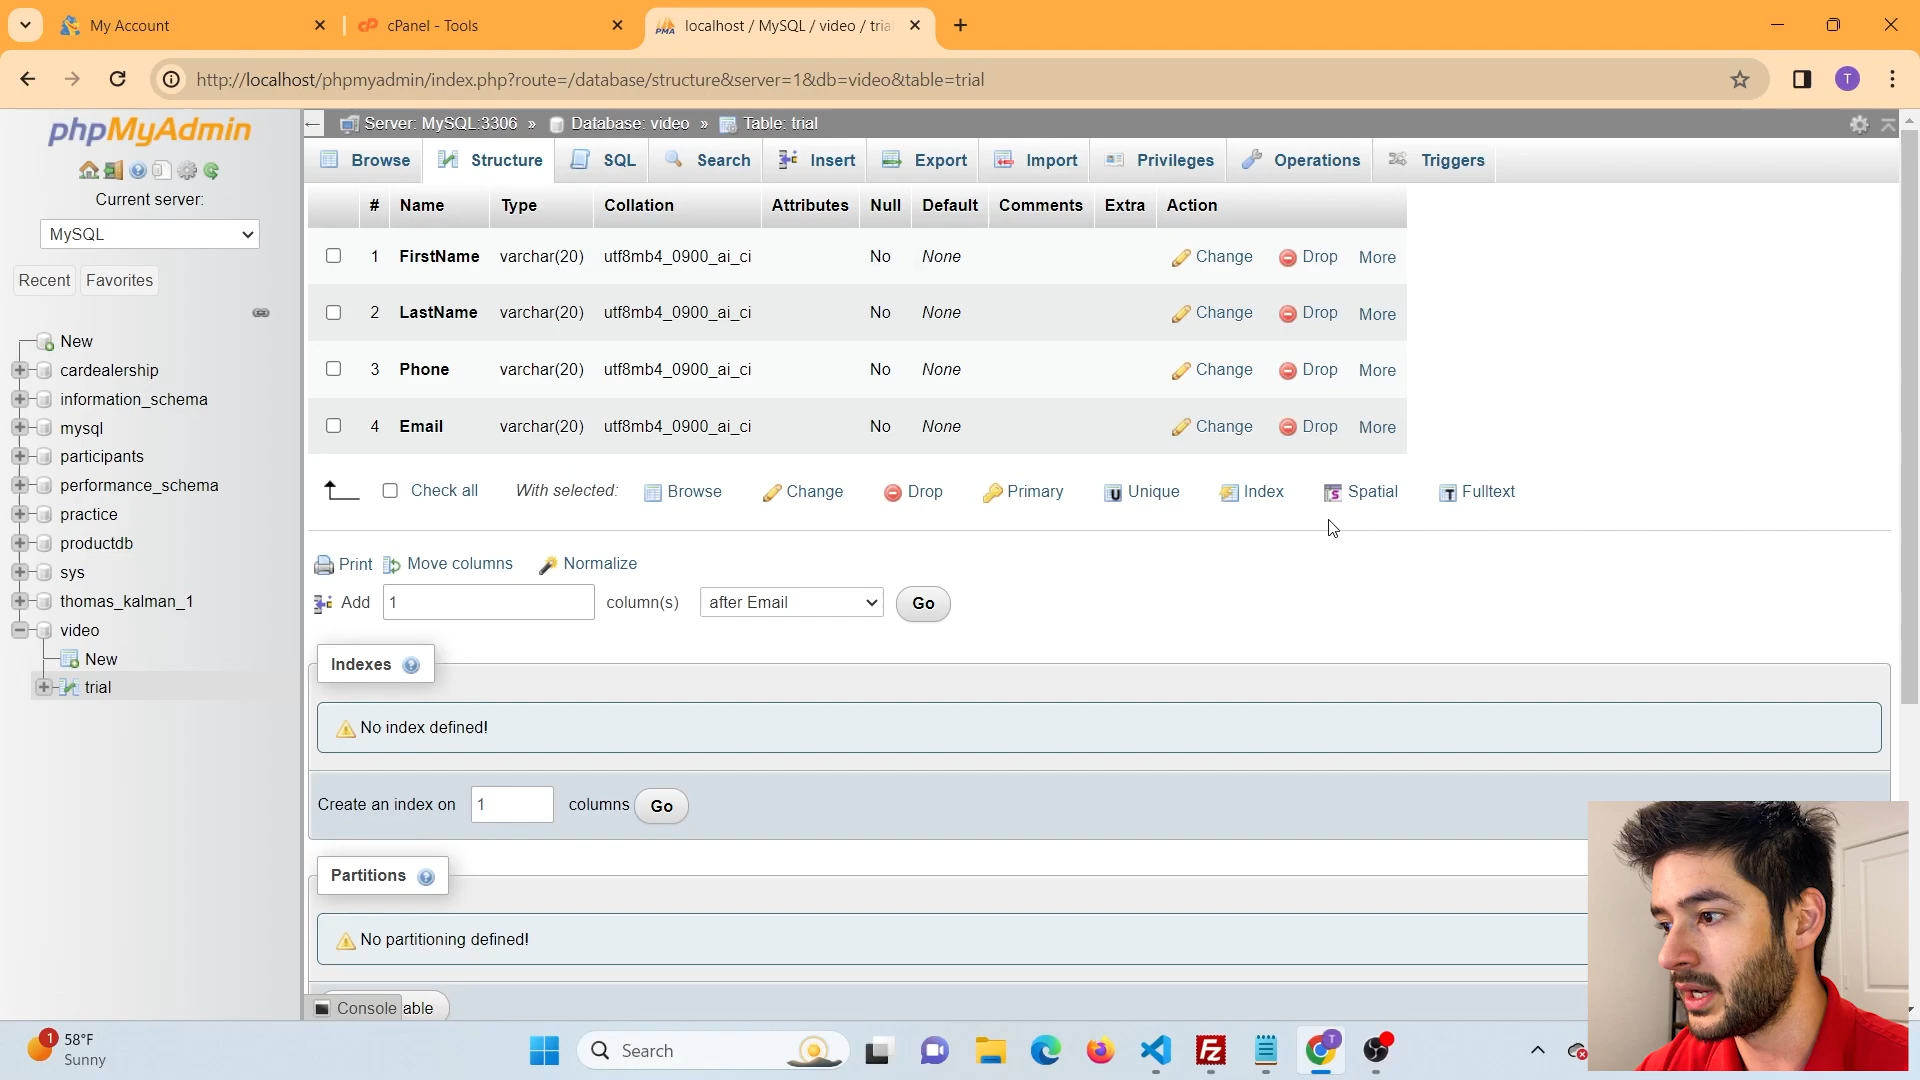 My Account
cPanel - Tools
localhost / MySQL / video / tria
http://localhost/phpmyadmin/index.php?route=/database/structure&server=1&db=video&table=trial
T
phpMyAdmin
Current server:
MySQL
Recent Favorites
New
cardealership
information_schema
mysql
participants
performance_schema
practice
productdb
sys
thomas_kalman_1
video
New
trial
Server: MySQL:3306 » Database: video » Table: trial
Browse Structure SQL Search Insert Export Import Privileges Operations Triggers
# Name Type Collation Attributes Null Default Comments Extra Action
1 FirstName varchar(20) utf8mb4_0900_ai_ci No None Change Drop More
2 LastName varchar(20) utf8mb4_0900_ai_ci No None Change Drop More
3 Phone varchar(20) utf8mb4_0900_ai_ci No None Change Drop More
4 Email varchar(20) utf8mb4_0900_ai_ci No None Change Drop More
Check all With selected: Browse Change Drop Primary Unique Index Spatial Fulltext
Print Move columns Normalize
Add 1 column(s) after Email Go
Indexes
No index defined!
Create an index on 1 columns Go
Partitions
No partitioning defined!
Console able
1 58°F
Sunny
Search